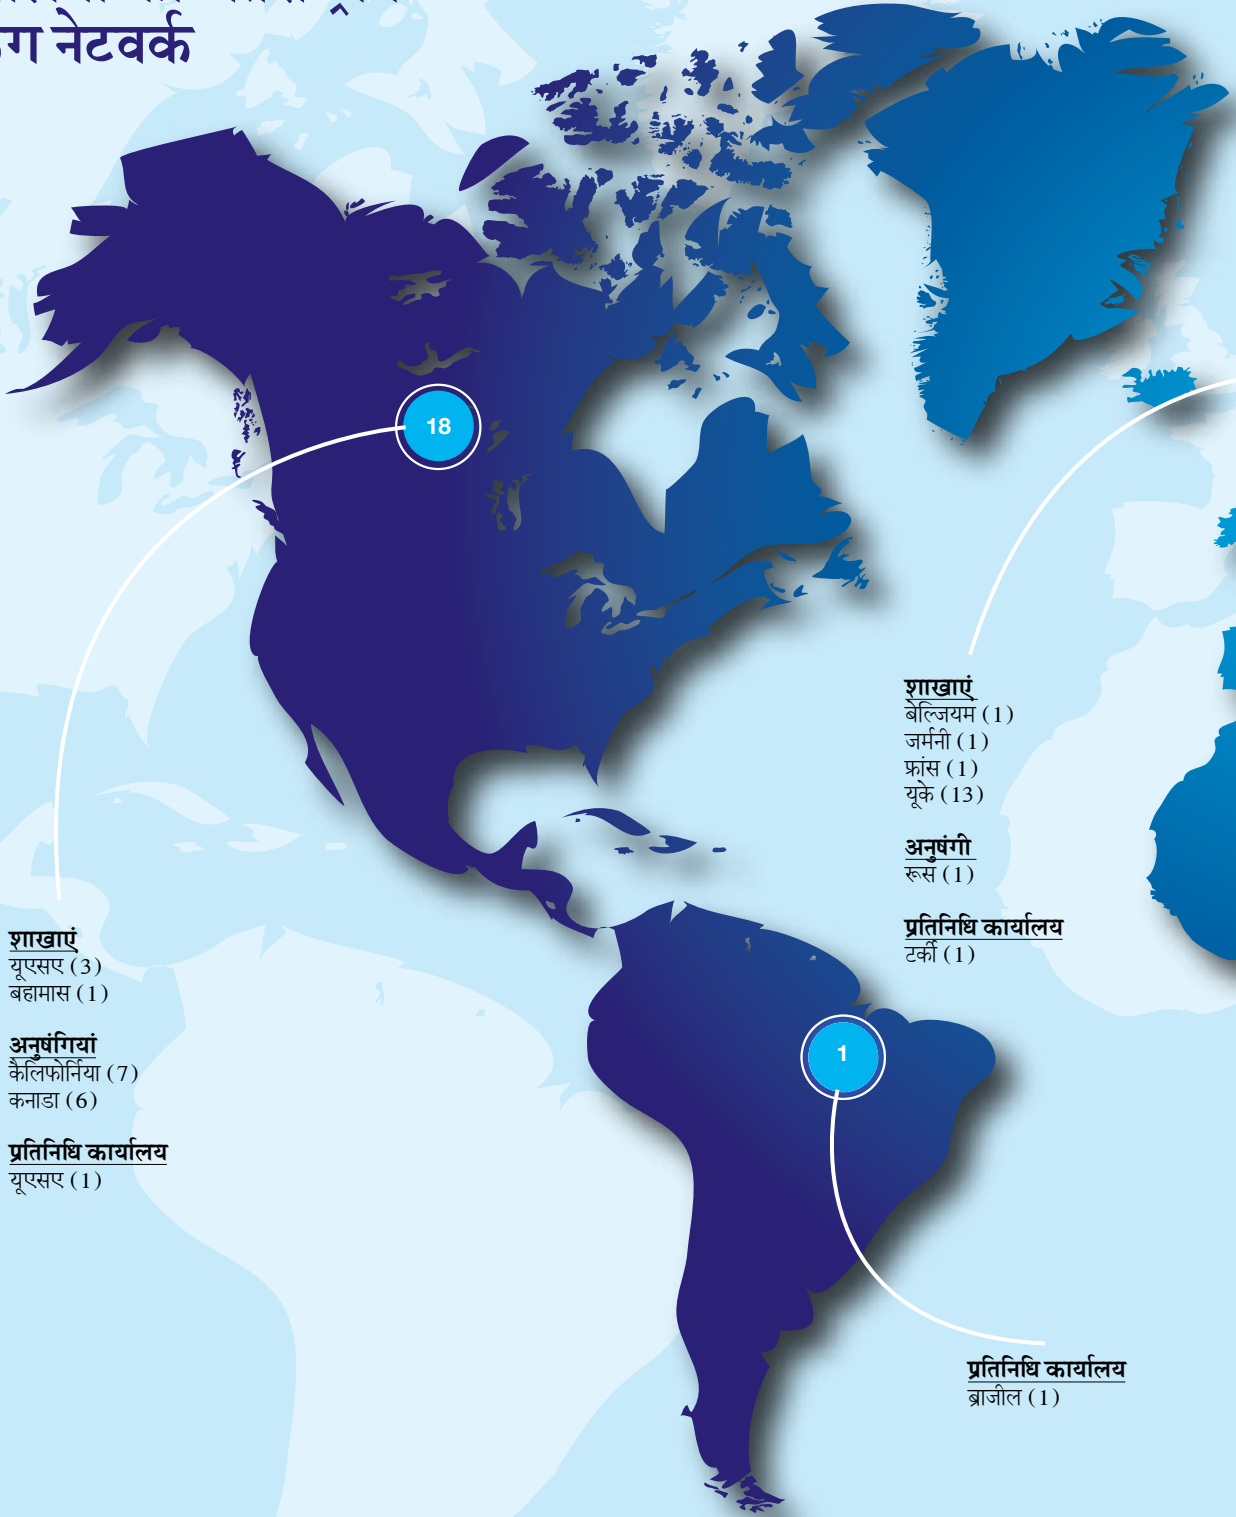 नेटवर्क
18
शाखाएं
बेल्जियम (1)
जर्मनी (1)
फ्रांस (1)
यूके (13)
अनुषंगी
रूस (1)
प्रतिनिधि कार्यालय
टर्की (1)
शाखाएं
यूएसए (3)
बहामास (1)
अनुषंगियां
कैलिफोर्निया (7)
कनाडा (6)
प्रतिनिधि कार्यालय
यूएसए (1)
1
प्रतिनिधि कार्यालय
ब्राजील (1)